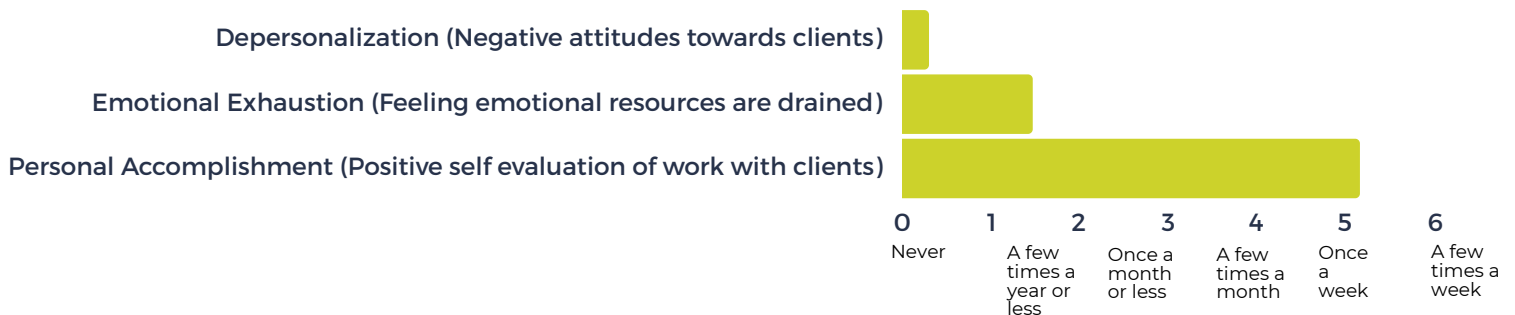 Depersonalization (Negative attitudes towards clients)
Emotional Exhaustion (Feeling emotional resources are drained)
Personal Accomplishment (Positive self evaluation of work with clients)
0 1 2 3 4 5 6
Never
A few
times a
year or
less
Once a
month
or less
A few
times a
month
Once
a
week
A few
times a
week